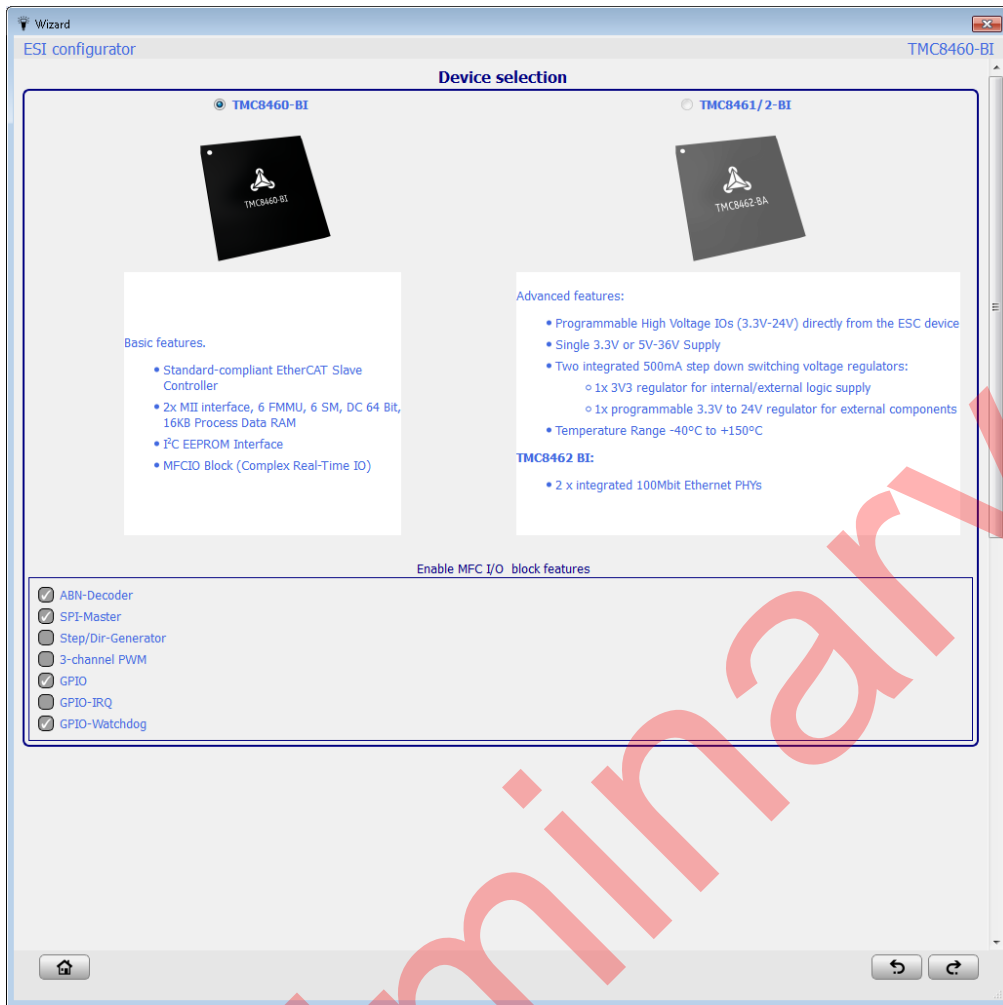 Wizard
ESI configurator
TMC8460-BI
Device selection
TMC8460-BI
TMC8461/2-BI
TMC8460-BI
TMC8462-BA
Basic features.
• Standard-compliant EtherCAT Slave
Controller
• 2x MII interface, 6 FMMU, 6 SM, DC 64 Bit,
16KB Process Data RAM
• I²C EEPROM Interface
• MFCIO Block (Complex Real-Time IO)
Advanced features:
• Programmable High Voltage IOs (3.3V-24V) directly from the ESC device
• Single 3.3V or 5V-36V Supply
• Two integrated 500mA step down switching voltage regulators:
○ 1x 3V3 regulator for internal/external logic supply
○ 1x programmable 3.3V to 24V regulator for external components
• Temperature Range -40ºC to +150ºC
TMC8462 BI:
• 2 x integrated 100Mbit Ethernet PHYs
Enable MFC I/O block features
ABN-Decoder
SPI-Master
Step/Dir-Generator
3-channel PWM
GPIO
GPIO-IRQ
GPIO-Watchdog
minary